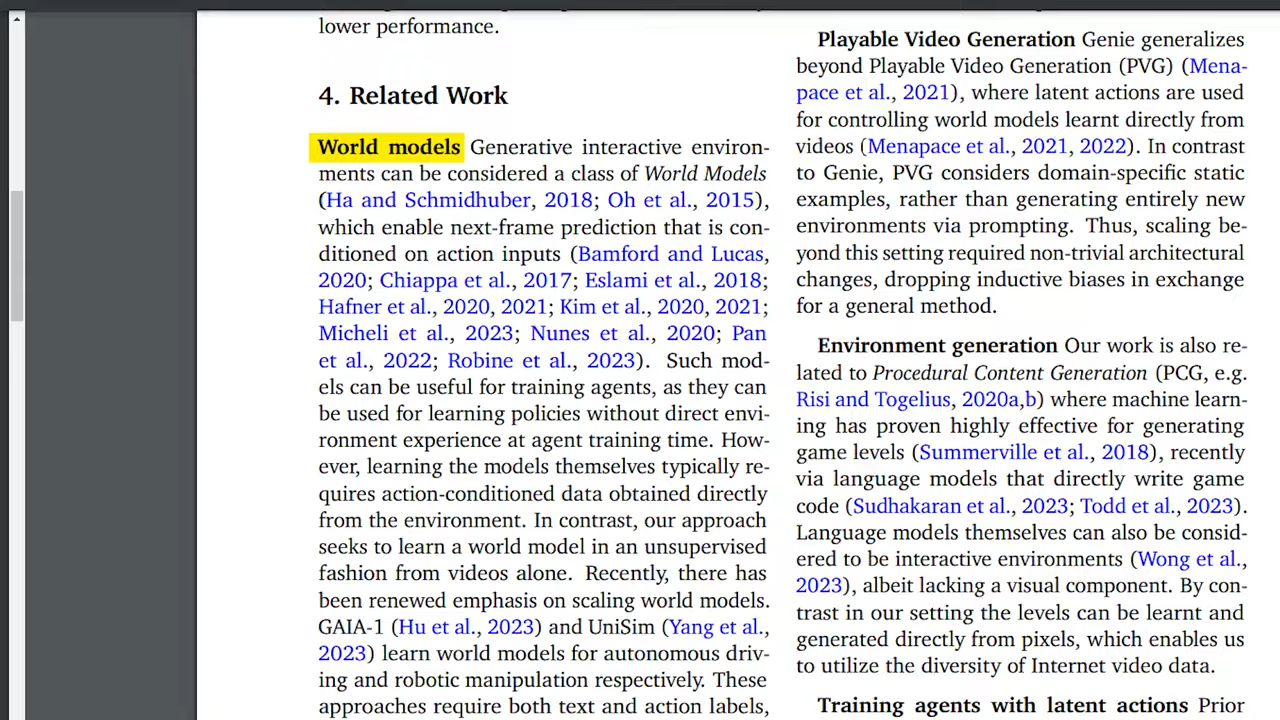 lower performance.
4. Related Work
World models Generative interactive environ-
ments can be considered a class of World Models
(Ha and Schmidhuber, 2018; Oh et al., 2015),
which enable next-frame prediction that is con-
ditioned on action inputs (Bamford and Lucas,
2020; Chiappa et al., 2017; Eslami et al., 2018;
Hafner et al., 2020, 2021; Kim et al., 2020, 2021;
Micheli et al., 2023; Nunes et al., 2020; Pan
et al., 2022; Robine et al., 2023). Such mod-
els can be useful for training agents, as they can
be used for learning policies without direct envi-
ronment experience at agent training time. How-
ever, learning the models themselves typically re-
quires action-conditioned data obtained directly
from the environment. In contrast, our approach
seeks to learn a world model in an unsupervised
fashion from videos alone. Recently, there has
been renewed emphasis on scaling world models.
GAIA-1 (Hu et al., 2023) and UniSim (Yang et al.,
2023) learn world models for autonomous driv-
ing and robotic manipulation respectively. These
approaches require both text and action labels,
Playable Video Generation Genie generalizes
beyond Playable Video Generation (PVG) (Mena-
pace et al., 2021), where latent actions are used
for controlling world models learnt directly from
videos (Menapace et al., 2021, 2022). In contrast
to Genie, PVG considers domain-specific static
examples, rather than generating entirely new
environments via prompting. Thus, scaling be-
yond this setting required non-trivial architectural
changes, dropping inductive biases in exchange
for a general method.
Environment generation Our work is also re-
lated to Procedural Content Generation (PCG, e.g.
Risi and Togelius, 2020a,b) where machine learn-
ing has proven highly effective for generating
game levels (Summerville et al., 2018), recently
via language models that directly write game
code (Sudhakaran et al., 2023; Todd et al., 2023).
Language models themselves can also be consid-
ered to be interactive environments (Wong et al.,
2023), albeit lacking a visual component. By con-
trast in our setting the levels can be learnt and
generated directly from pixels, which enables us
to utilize the diversity of Internet video data.
Training agents with latent actions Prior